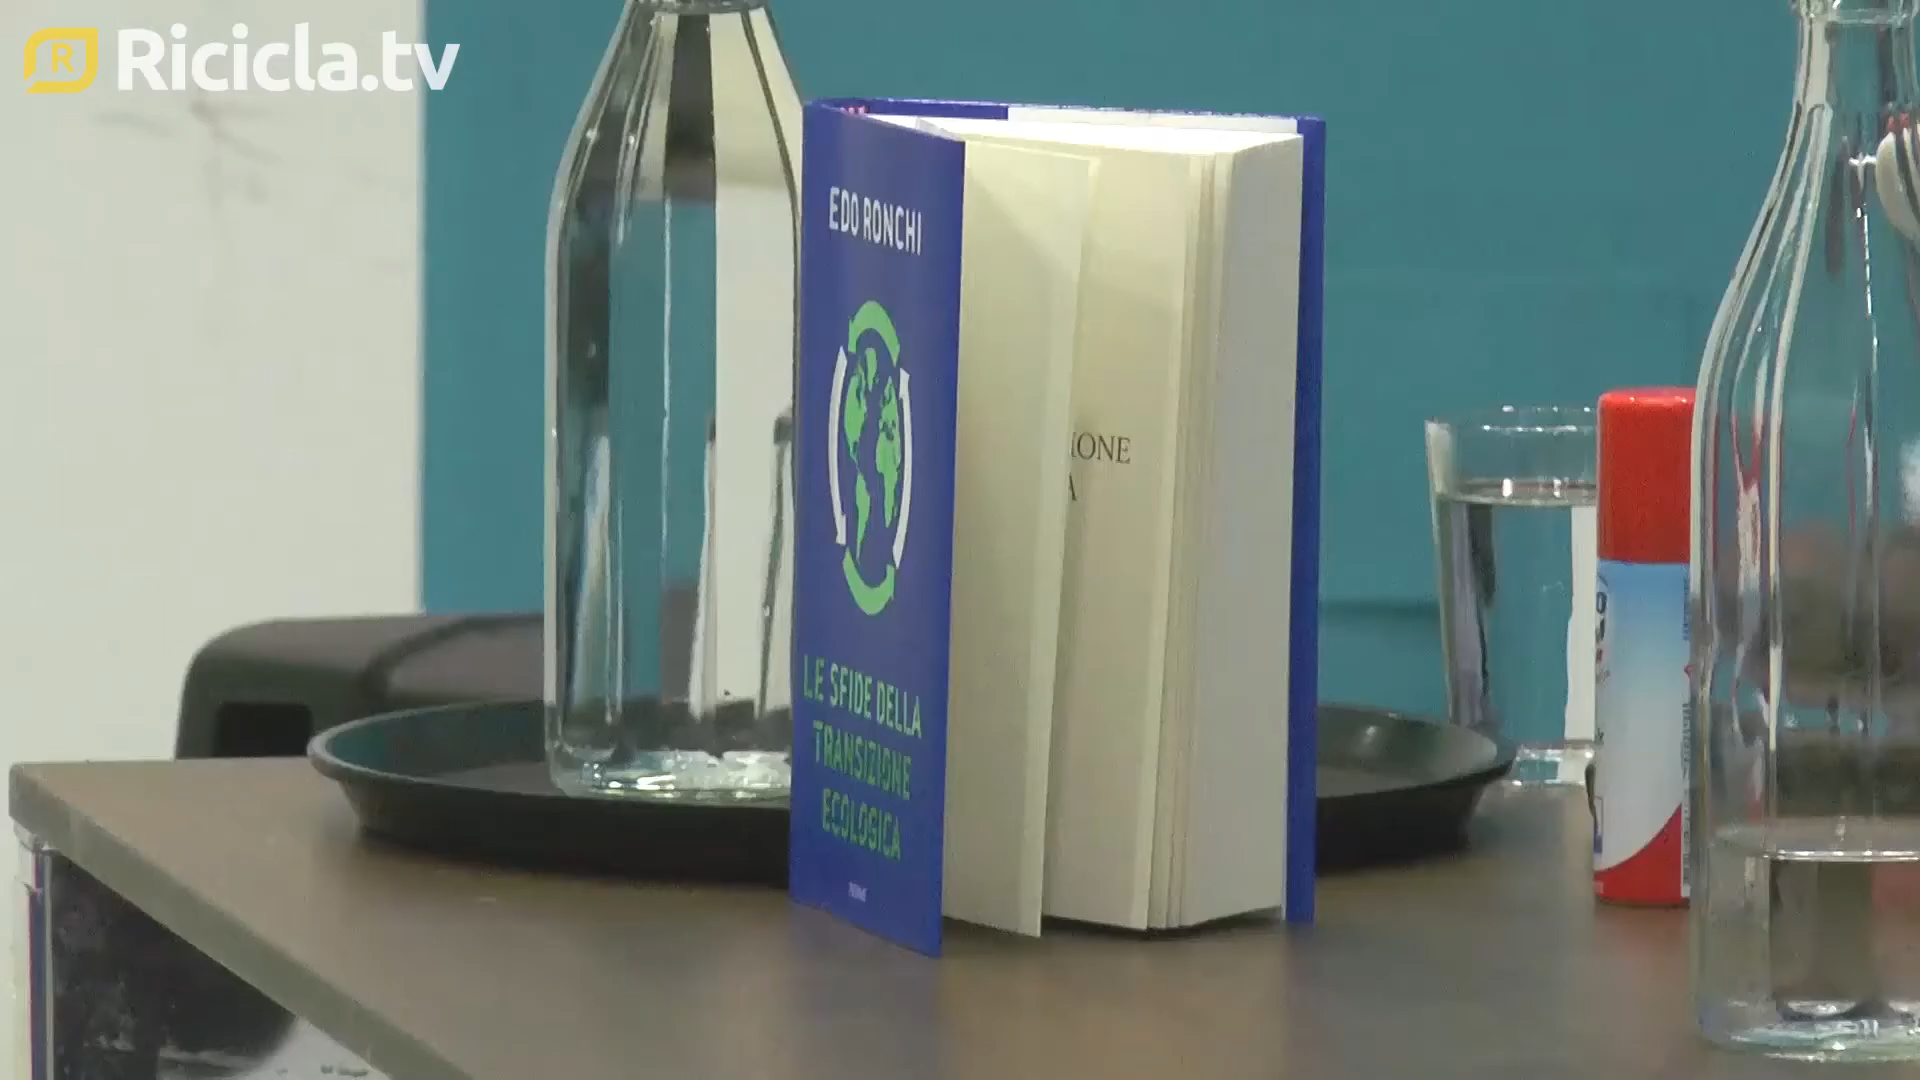 R Ricicla.tv
EDO RONCHI
LE SFIDE DELLA
TRANSIZIONE
ECOLOGICA
IONE
A